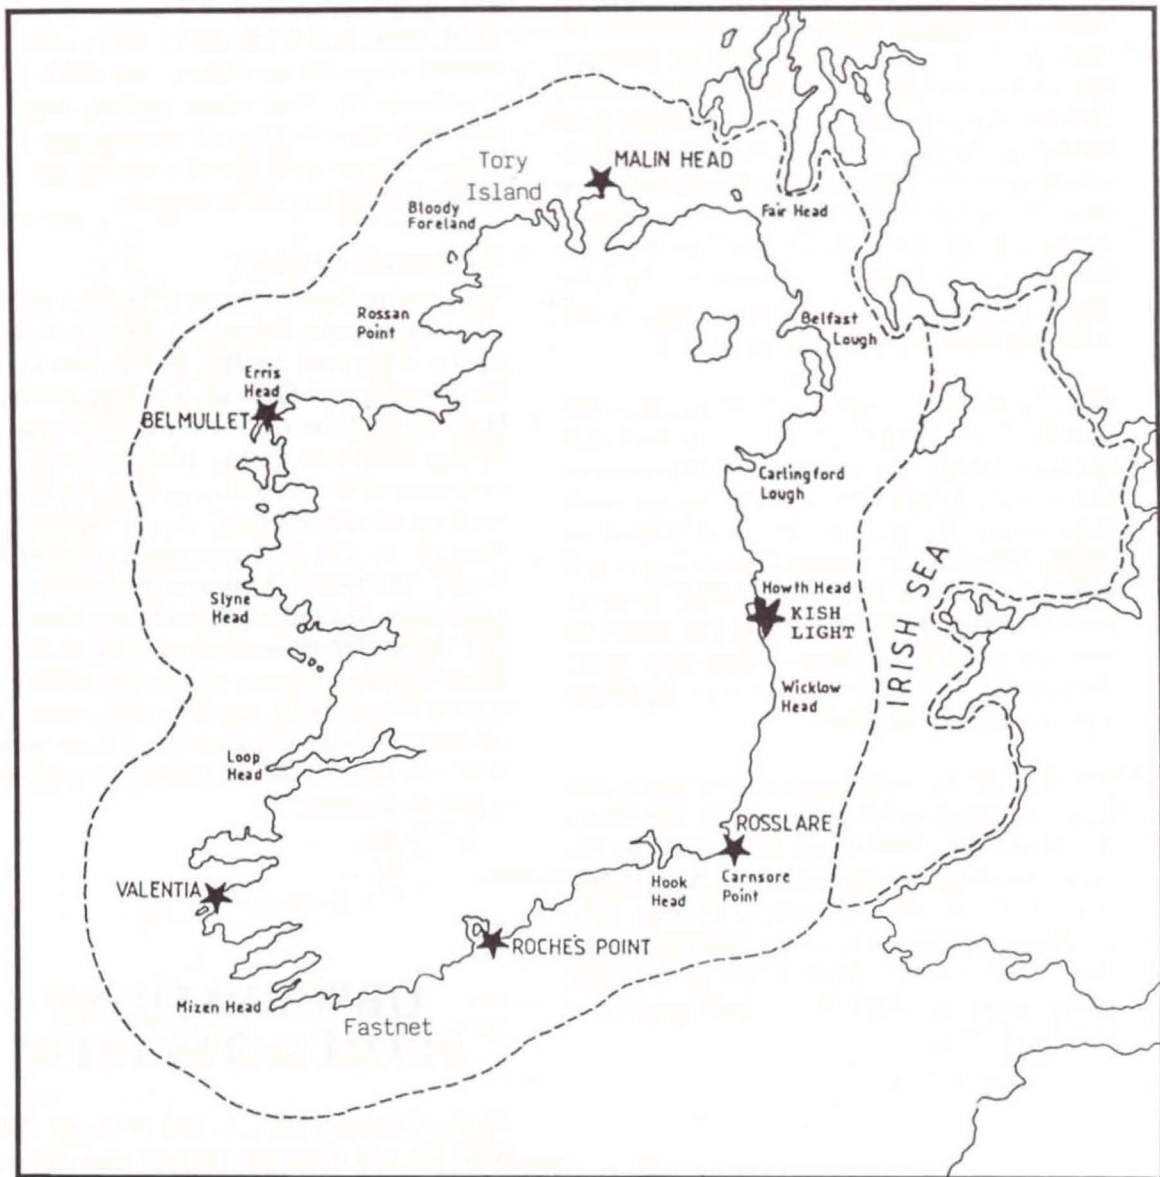 MALIN HEAD
Tory
Island
Bloody
Foreland
Fair Head
Rossan
Point
Belfast
Lough
Erris
Head
BELMULLET
Carlingford
Lough
IRISH SEA
Howth Head
KISH
LIGHT
Slyne
Head
Wicklow
Head
Loop
Head
ROSSLARE
Hook
Head
Carnsore
Point
VALENTIA
ROCHE'S POINT
Mizen Head
Fastnet